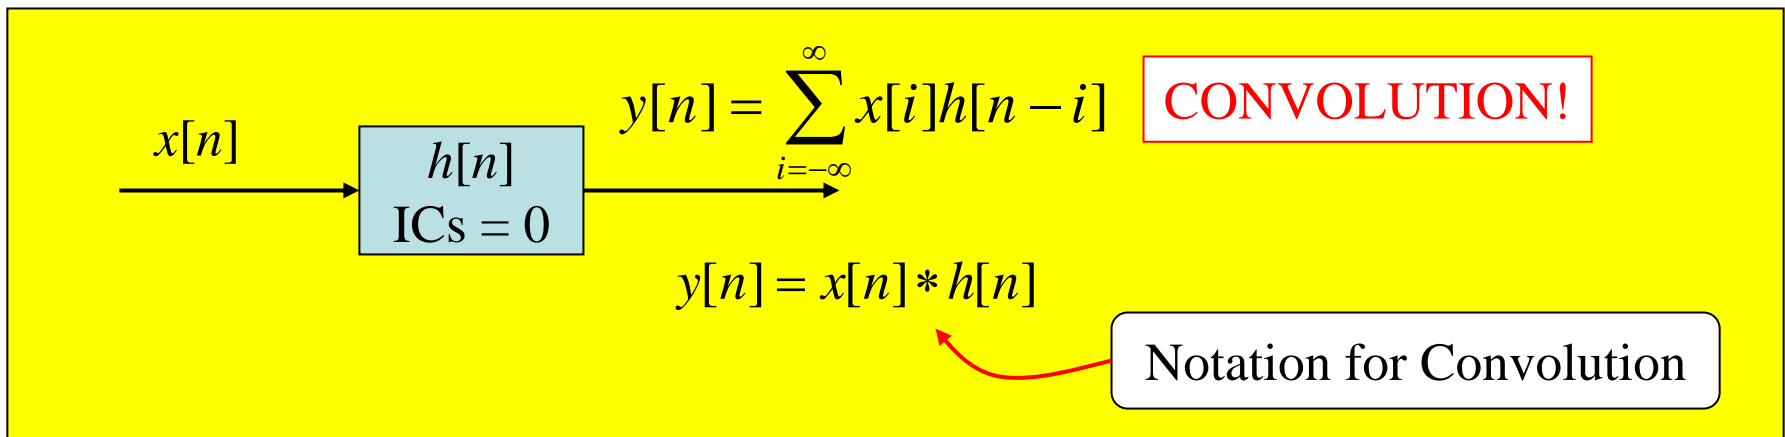 y[n] = ∑_{i=-∞}^{∞} x[i]h[n − i]
CONVOLUTION!
x[n]
h[n]
ICs = 0
y[n] = x[n] * h[n]
Notation for Convolution